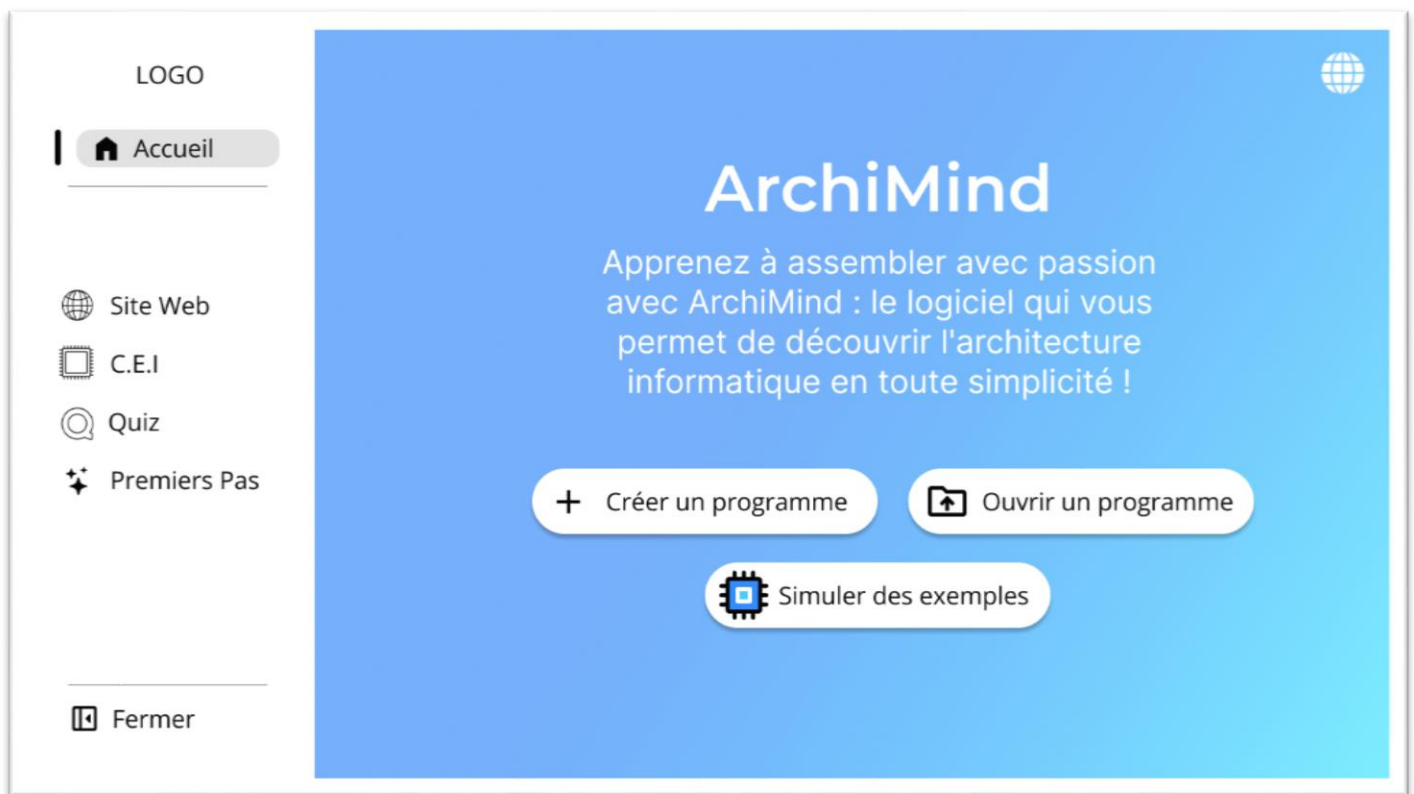 LOGO
Accueil
Site Web
C.E.I
Quiz
Premiers Pas
Fermer
ArchiMind
Apprenez à assembler avec passion
avec ArchiMind : le logiciel qui vous
permet de découvrir l'architecture
informatique en toute simplicité !
Créer un programme
Ouvrir un programme
Simuler des exemples